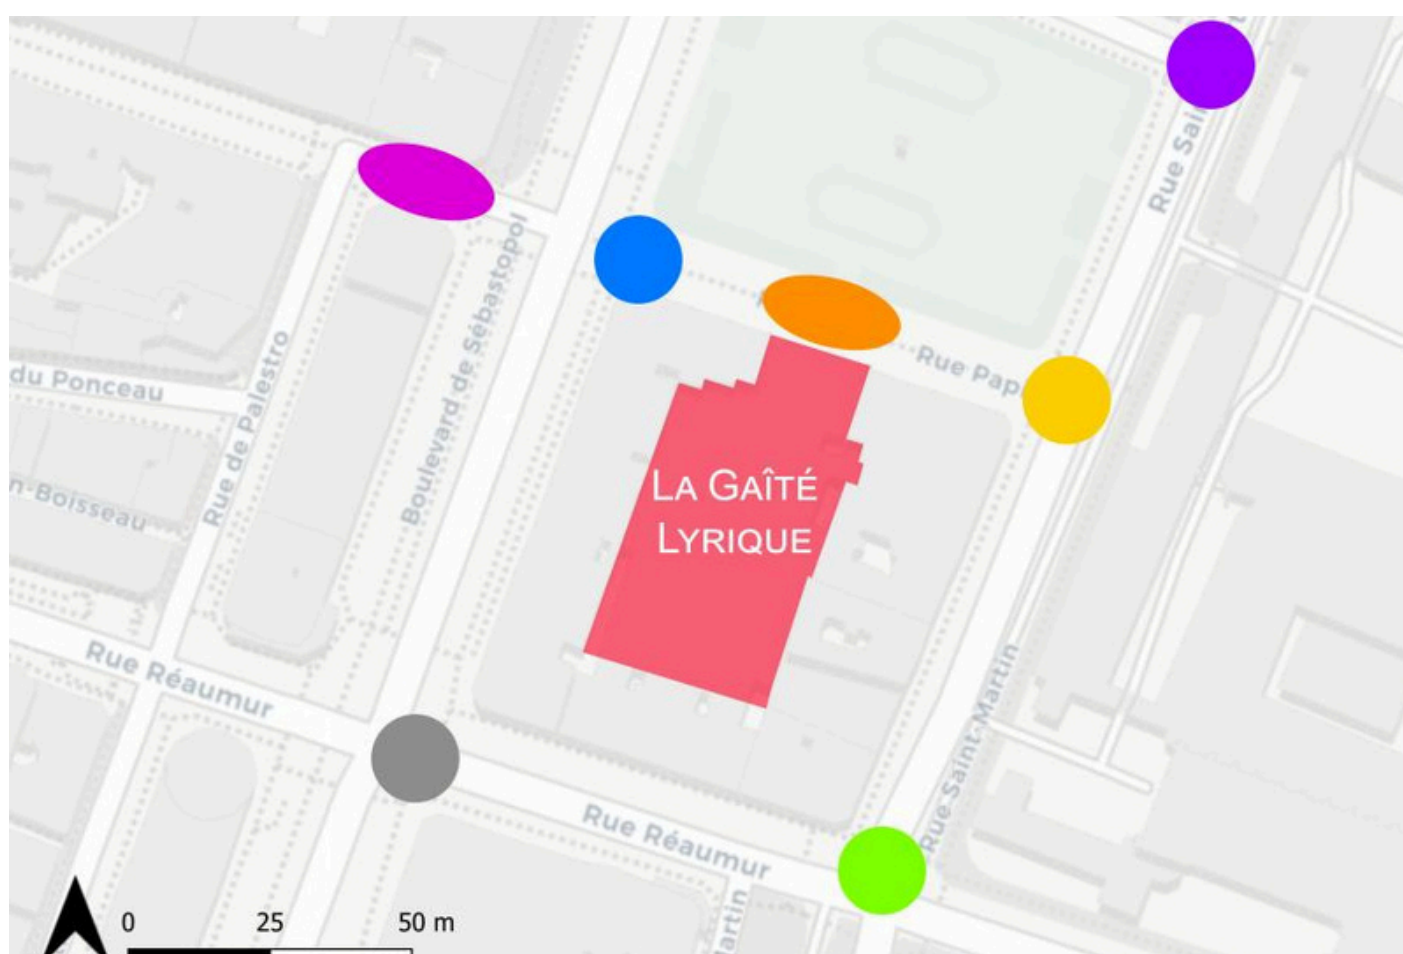 Rue Sai
Boulevard de Sébastopol
Rue Pap
du Ponceau
Rue de Palestro
n-Boisseau
LA GAÎTÉ
LYRIQUE
Rue Réaumur
Rue Saint-Martin
Rue Réaumur
artin
0 25 50 m